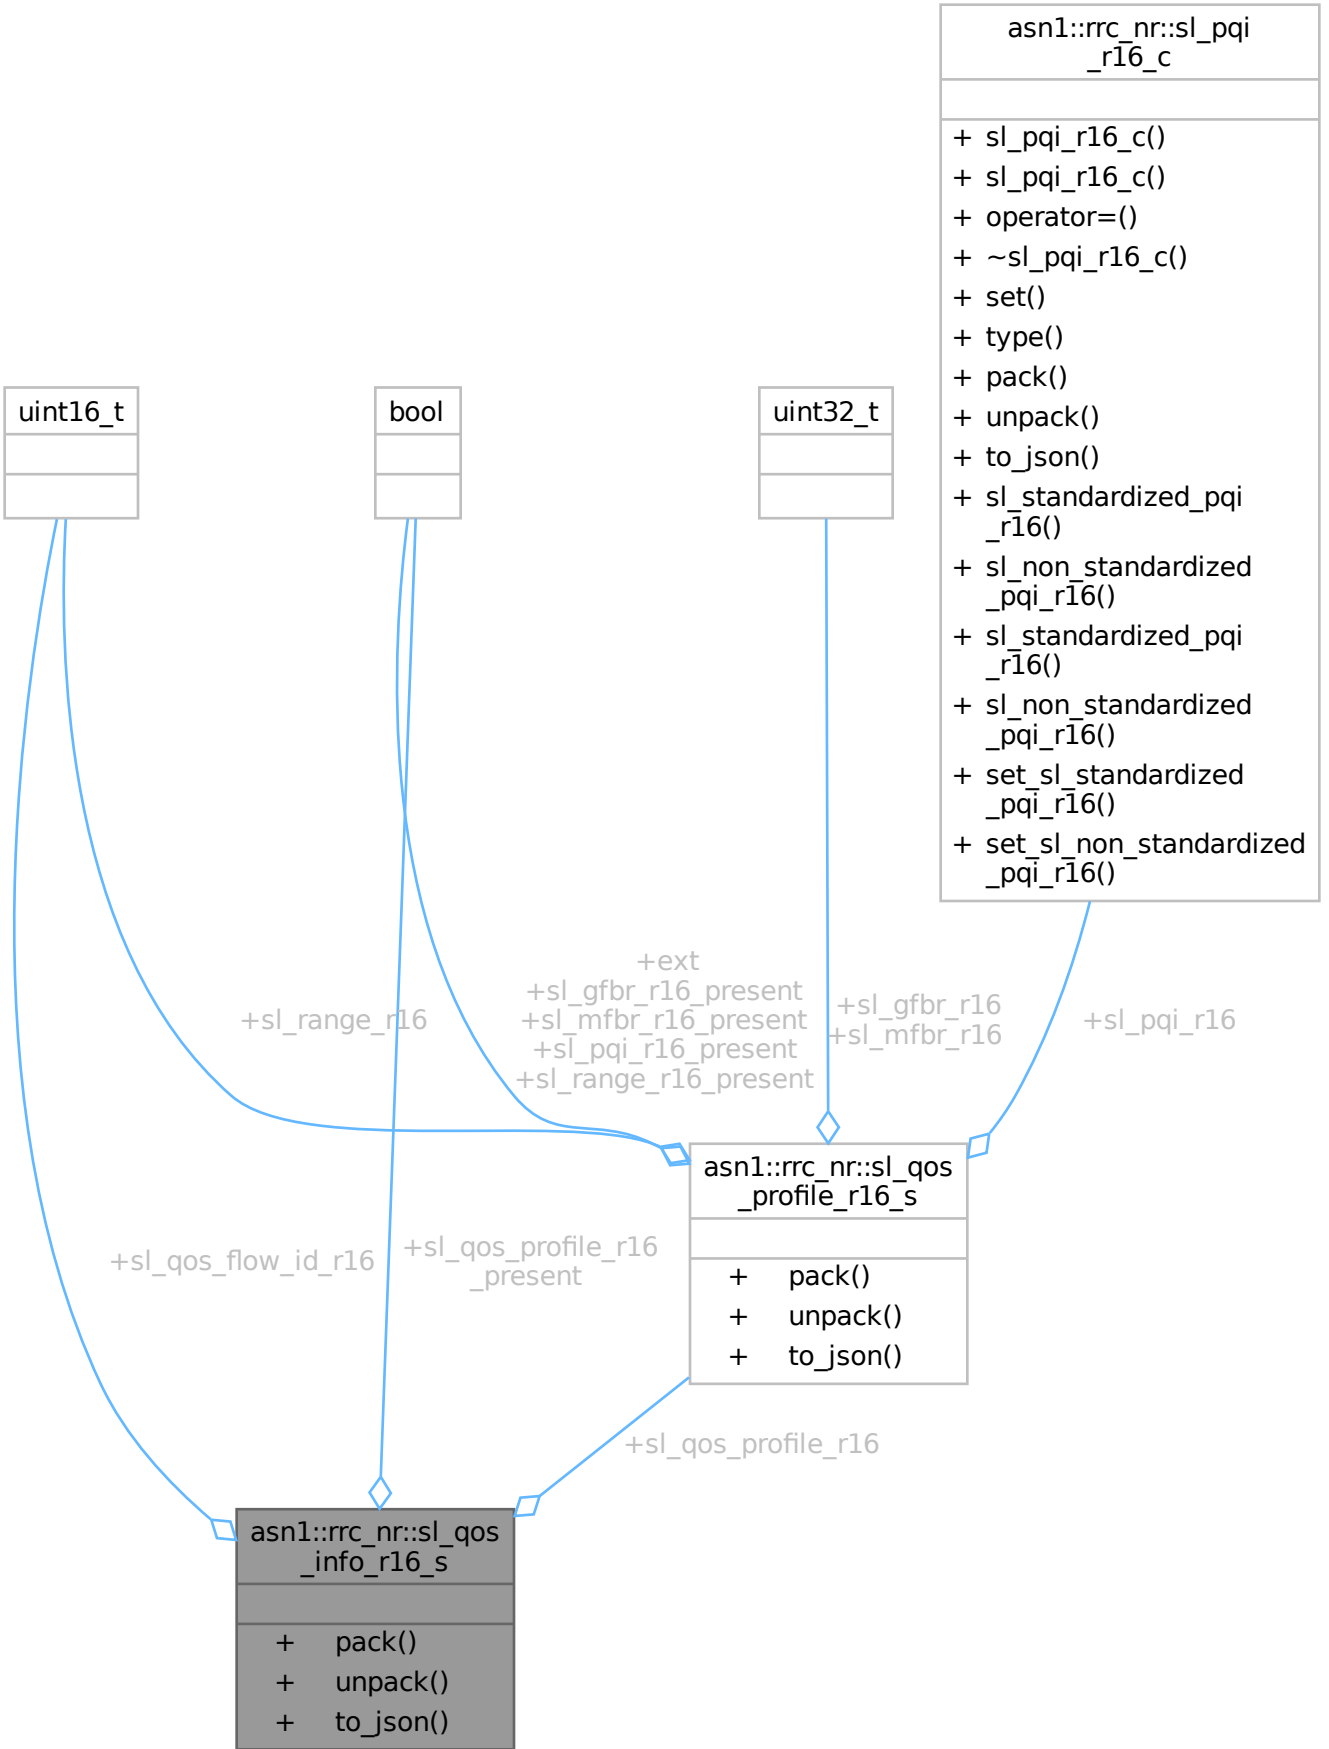 asn1::rrc_nr::sl_pqi
_r16_c
+ sl_pqi_r16_c()
+ sl_pqi_r16_c()
+ operator=()
+ ~sl_pqi_r16_c()
+ set()
+ type()
+ pack()
+ unpack()
+ to_json()
+ sl_standardized_pqi
_r16()
+ sl_non_standardized
_pqi_r16()
+ sl_standardized_pqi
_r16()
+ sl_non_standardized
_pqi_r16()
+ set_sl_standardized
_pqi_r16()
+ set_sl_non_standardized
_pqi_r16()
uint16_t
bool
uint32_t
+sl_range_r16
+ext
+sl_gfbr_r16_present
+sl_mfbr_r16_present
+sl_pqi_r16_present
+sl_range_r16_present
+sl_gfbr_r16
+sl_mfbr_r16
+sl_pqi_r16
asn1::rrc_nr::sl_qos
_profile_r16_s
+ pack()
+ unpack()
+ to_json()
+sl_qos_flow_id_r16
+sl_qos_profile_r16
_present
+sl_qos_profile_r16
asn1::rrc_nr::sl_qos
_info_r16_s
+ pack()
+ unpack()
+ to_json()